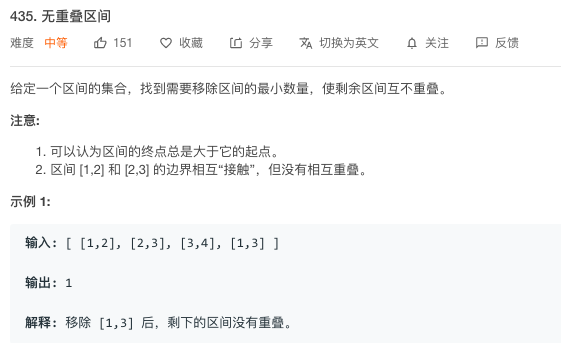 435. 无重叠区间
难度 中等 151 收藏 分享 切换为英文 关注 反馈
给定一个区间的集合，找到需要移除区间的最小数量，使剩余区间互不重叠。
注意:
1. 可以认为区间的终点总是大于它的起点。
2. 区间 [1,2] 和 [2,3] 的边界相互“接触”，但没有相互重叠。
示例 1:
输入: [ [1,2], [2,3], [3,4], [1,3] ]
输出: 1
解释: 移除 [1,3] 后，剩下的区间没有重叠。